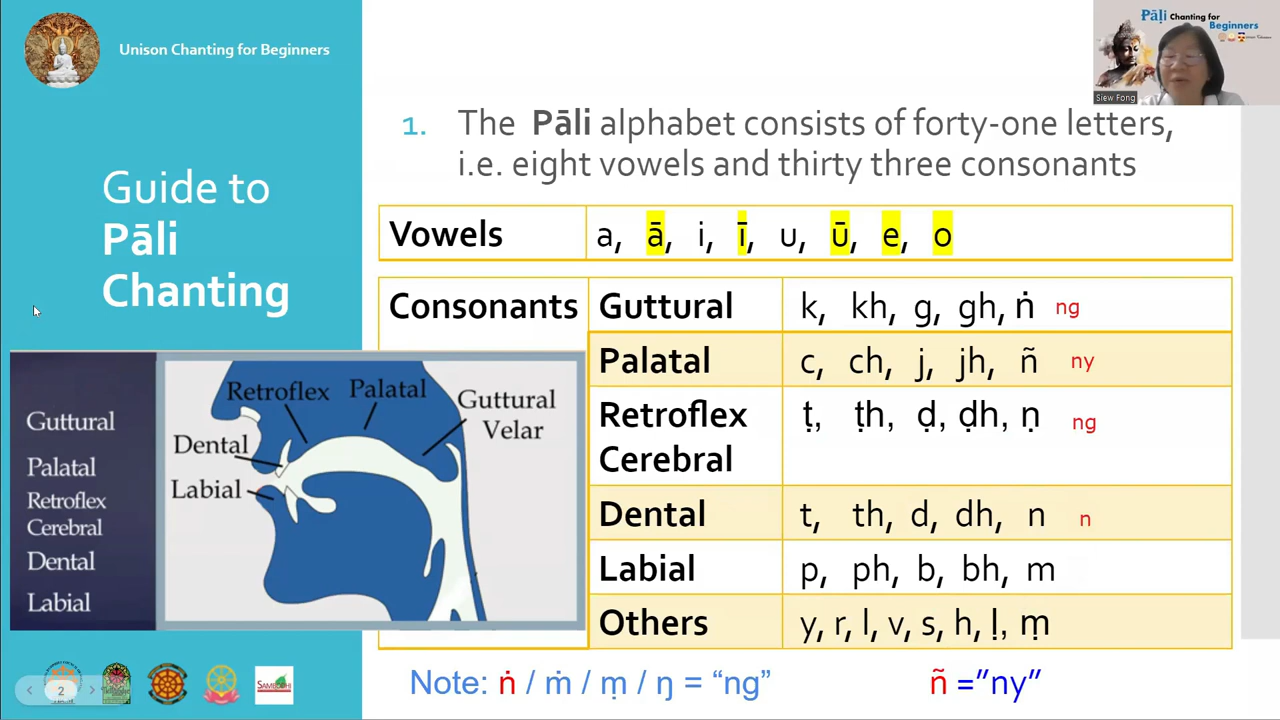 Unison Chanting for Beginners
Guide to
Pāli
Chanting
1. The Pāli alphabet consists of forty-one letters,
i.e. eight vowels and thirty three consonants
Vowels a, ā, i, ī, u, ū, e, o
Consonants Guttural k, kh, g, gh, ṅ ng
Palatal c, ch, j, jh, ñ ny
Retroflex ṭ, ṭh, ḍ, ḍh, ṇ ng
Cerebral
Dental t, th, d, dh, n n
Labial p, ph, b, bh, m
Others y, r, l, v, s, h, ḷ, ṃ
Note: ṅ / ṁ / ṃ / ŋ = “ng” ñ =”ny”
Guttural
Palatal
Retroflex
Cerebral
Dental
Labial
Retroflex Palatal
Guttural
Velar
Dental
Labial
2
Pāḷi Chanting for
Beginners
Siew Fong